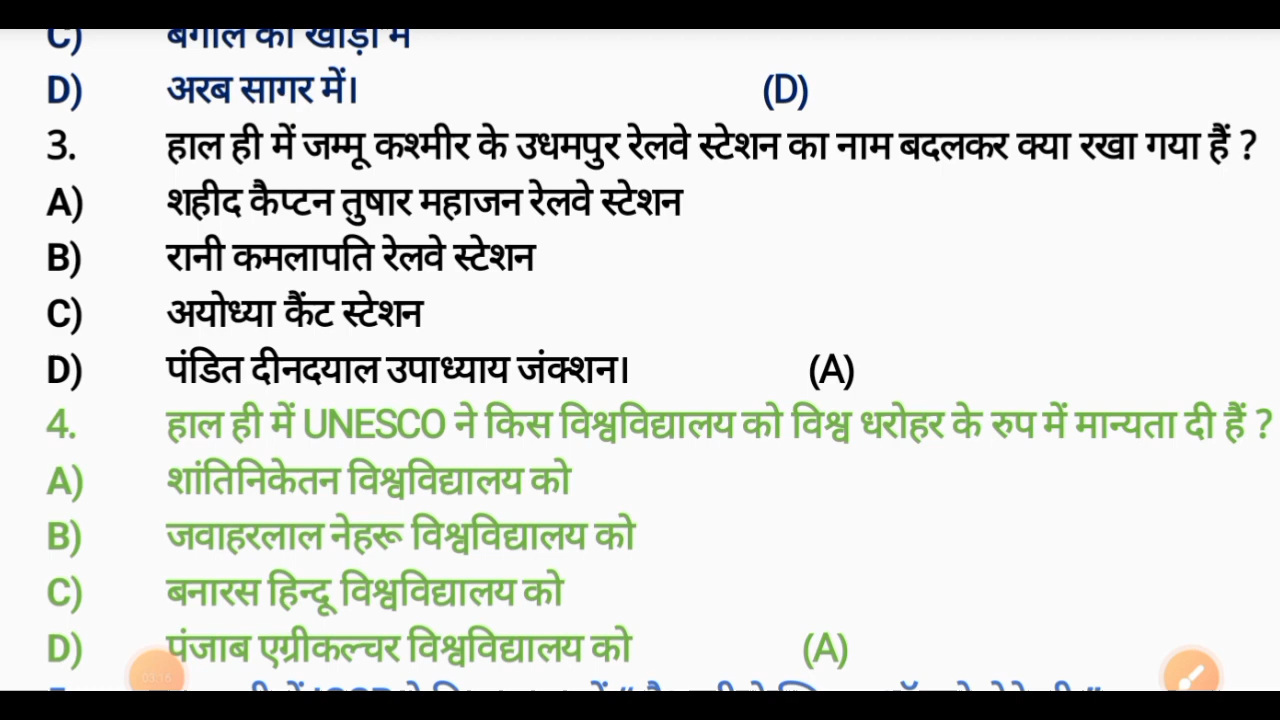 C) बंगाल की खाड़ी में
D) अरब सागर में। (D)
3. हाल ही में जम्मू कश्मीर के उधमपुर रेलवे स्टेशन का नाम बदलकर क्या रखा गया हैं ?
A) शहीद कैप्टन तुषार महाजन रेलवे स्टेशन
B) रानी कमलापति रेलवे स्टेशन
C) अयोध्या कैंट स्टेशन
D) पंडित दीनदयाल उपाध्याय जंक्शन। (A)
4. हाल ही में UNESCO ने किस विश्वविद्यालय को विश्व धरोहर के रुप में मान्यता दी हैं ?
A) शांतिनिकेतन विश्वविद्यालय को
B) जवाहरलाल नेहरू विश्वविद्यालय को
C) बनारस हिन्दू विश्वविद्यालय को
D) पंजाब एग्रीकल्चर विश्वविद्यालय को (A)